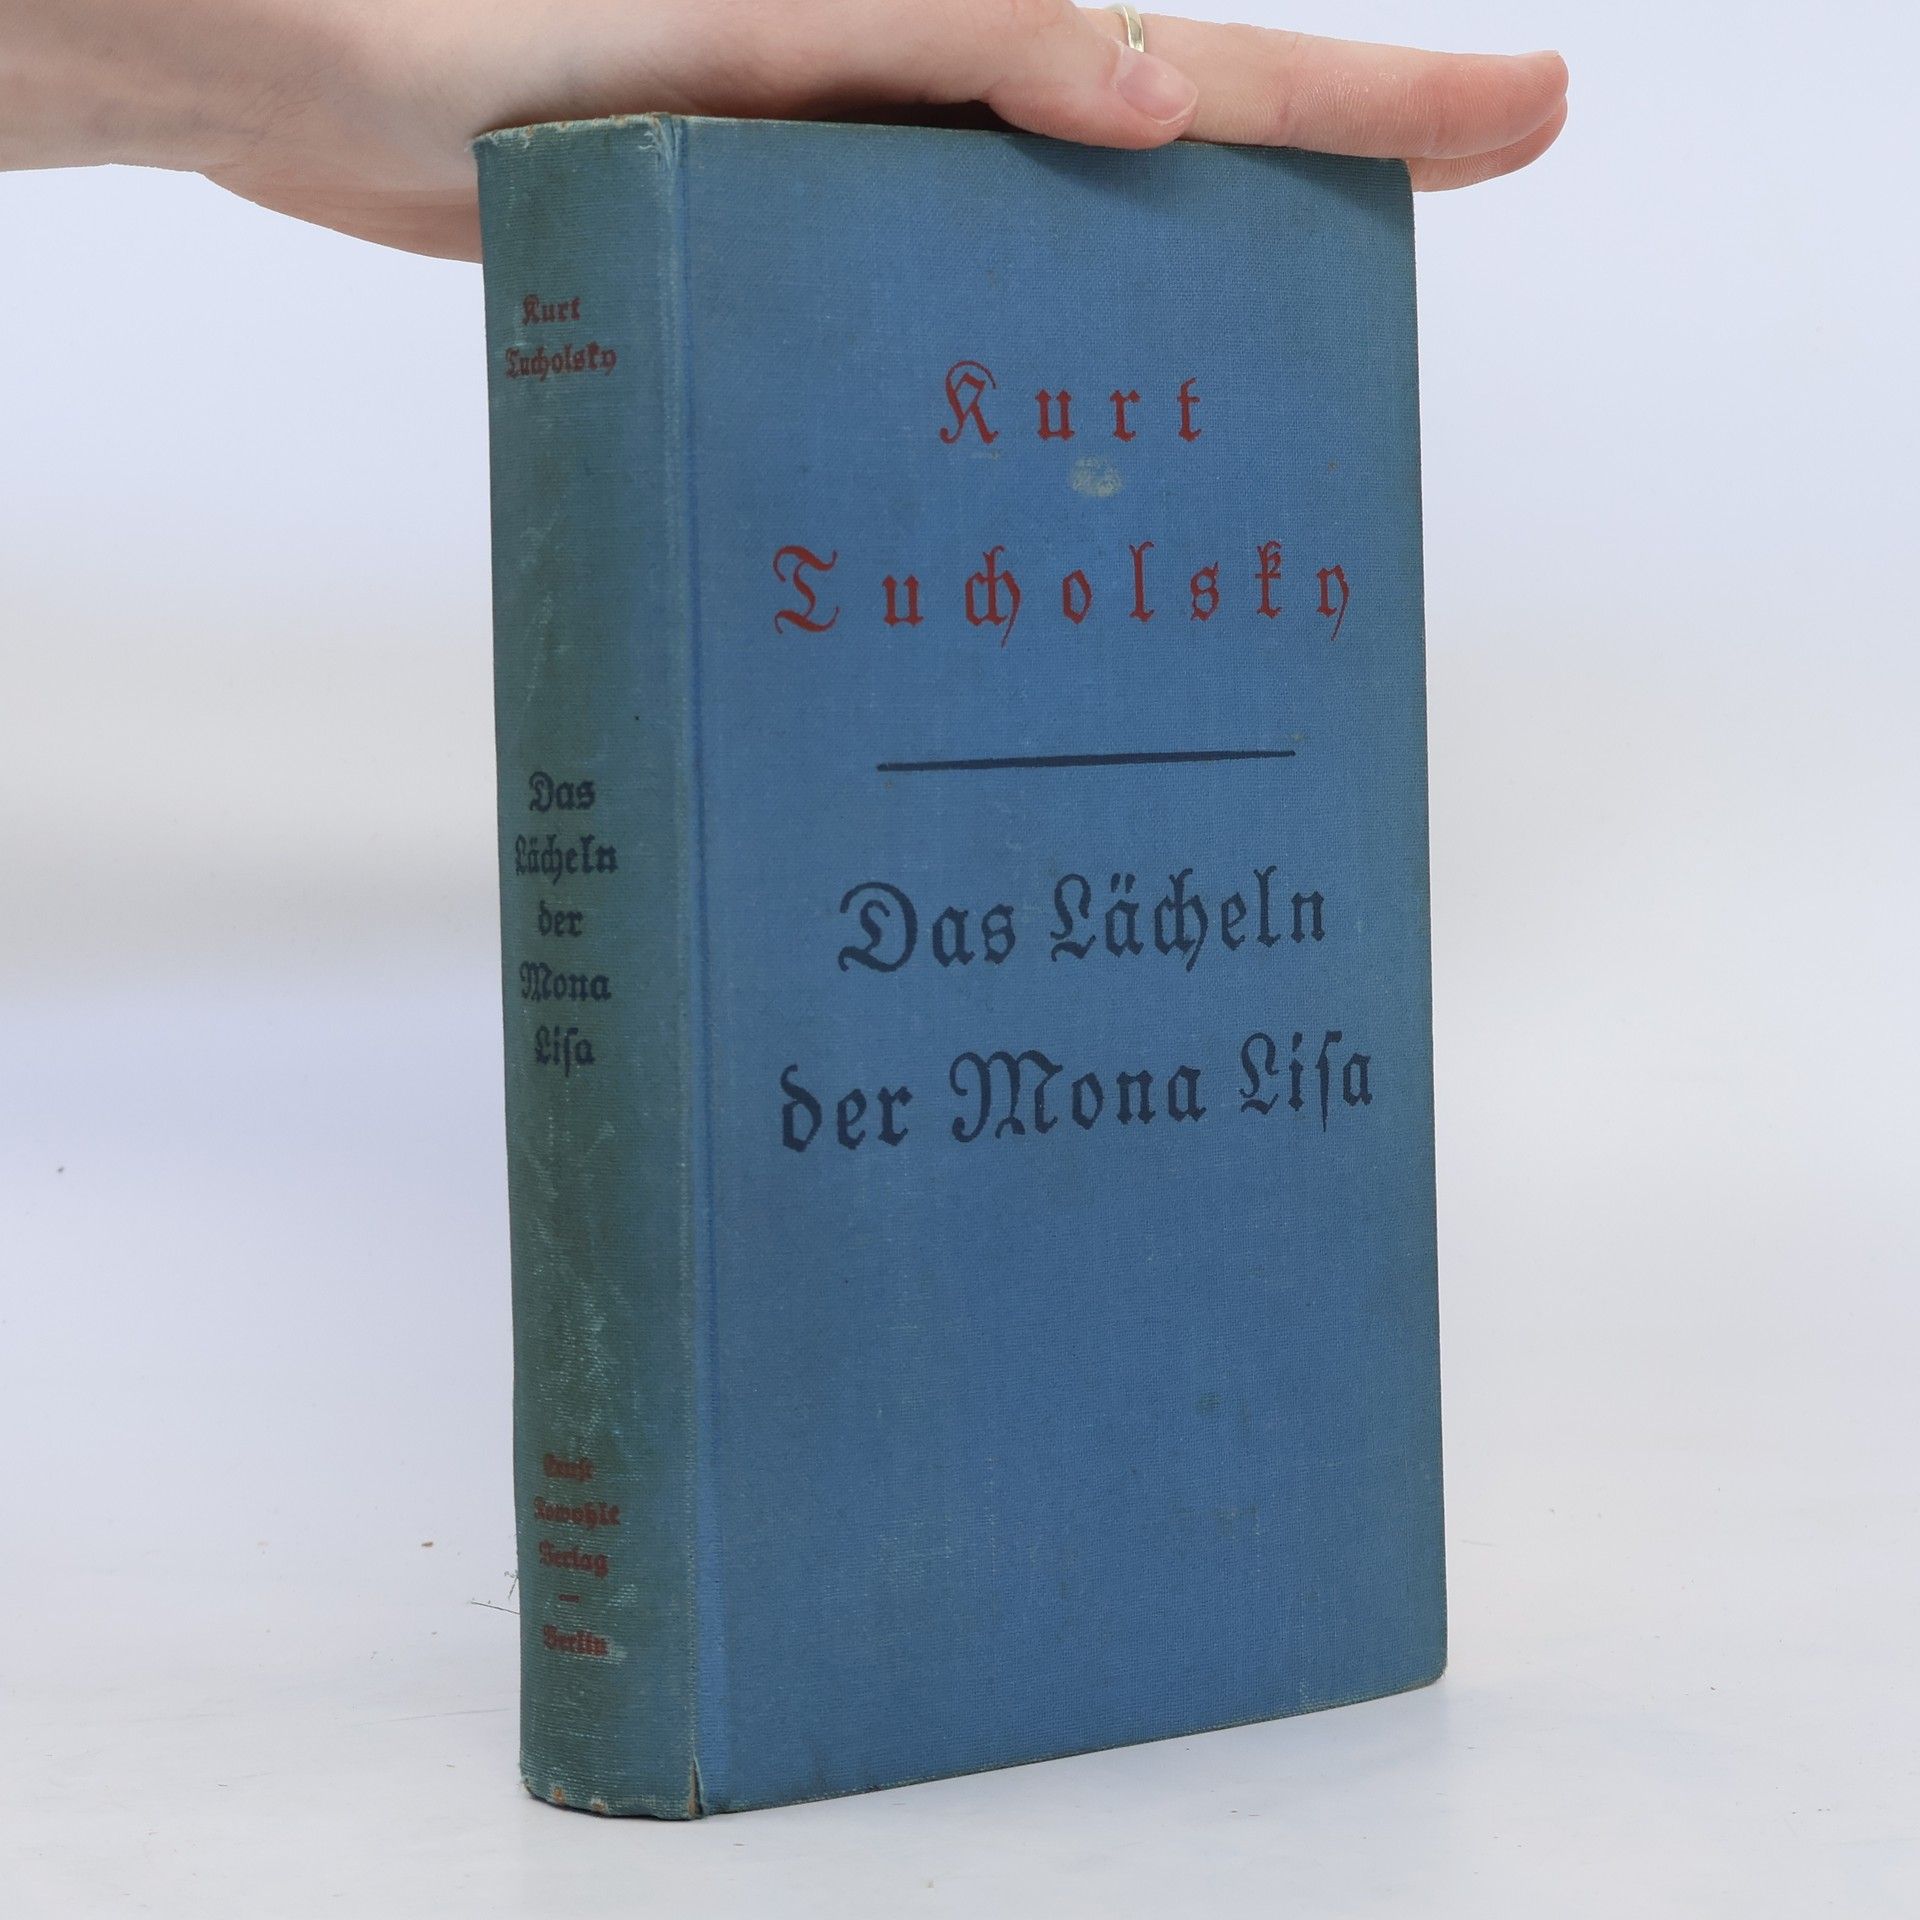 Kurt
Tucholsky
Das
Lächeln
der
Mona
Liſa
Ernst
Rowohlt
Verlag
—
Berlin
Kurt
Tucholsky
Das Lächeln
der Mona Liſa